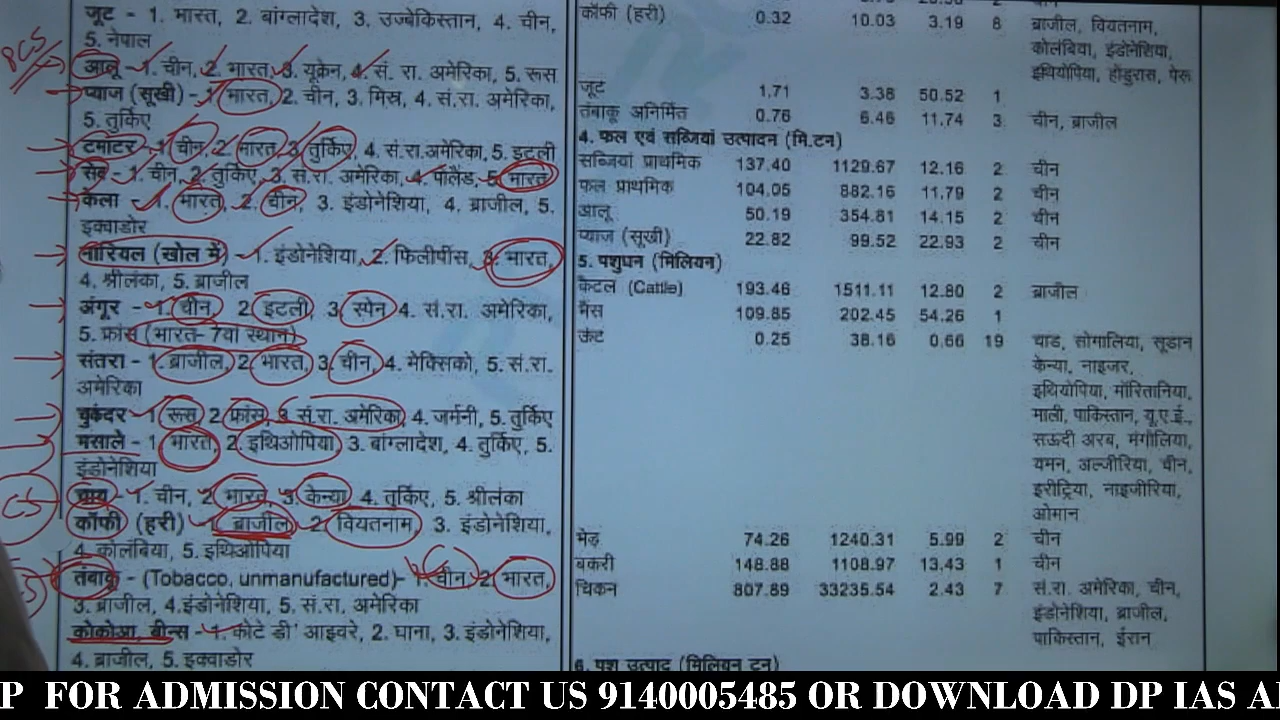 जूट - 1. भारत, 2. बांग्लादेश, 3. उज्बेकिस्तान, 4. चीन,
5. नेपाल
आलू - 1. चीन, 2. भारत, 3. यूक्रेन, 4. सं. रा. अमेरिका, 5. रूस
प्याज (सूखी) - 1. भारत, 2. चीन, 3. मिस्र, 4. सं.रा. अमेरिका,
5. तुर्किए
टमाटर - 1. चीन, 2. भारत, 3. तुर्किए, 4. सं.रा.अमेरिका, 5. इटली
सेब - 1. चीन, 2. तुर्किए, 3. सं.रा. अमेरिका, 4. पोलैंड, 5. भारत
केला - 1. भारत, 2. चीन, 3. इंडोनेशिया, 4. ब्राजील, 5.
इक्वाडोर
नारियल (खोल में) - 1. इंडोनेशिया, 2. फिलीपींस, 3. भारत,
4. श्रीलंका, 5. ब्राजील
अंगूर - 1. चीन, 2. इटली, 3. स्पेन 4. सं.रा. अमेरिका,
5. फ्रांस (भारत- 7वां स्थान)
संतरा - 1. ब्राजील, 2. भारत, 3. चीन, 4. मेक्सिको, 5. सं.रा.
अमेरिका
चुकंदर - 1. रूस, 2. फ्रांस, 3. सं.रा. अमेरिका, 4. जर्मनी, 5. तुर्किए
मसाले - 1. भारत, 2. इथिओपिया, 3. बांग्लादेश, 4. तुर्किए, 5.
इंडोनेशिया
चाय - 1. चीन, 2. भारत, 3. केन्या, 4. तुर्किए, 5. श्रीलंका
कॉफी (हरी) - 1. ब्राजील, 2. वियतनाम, 3. इंडोनेशिया,
4. कोलंबिया, 5. इथिओपिया
तंबाकू - (Tobacco, unmanufactured)- 1. चीन, 2. भारत,
3. ब्राजील, 4.इंडोनेशिया, 5. सं.रा. अमेरिका
कोकोआ बीन्स - 1. कोटे डी' आइवरे, 2. घाना, 3. इंडोनेशिया,
4. ब्राजील, 5. इक्वाडोर
कॉफी (हरी) 0.32 10.03 3.19 8 ब्राजील, वियतनाम,
कोलंबिया, इंडोनेशिया,
इथियोपिया, होंडुरास, पेरू
जूट 1.71 3.38 50.52 1
तंबाकू अनिर्मित 0.76 6.46 11.74 3 चीन, ब्राजील
4. फल एवं सब्जियां उत्पादन (मि.टन)
सब्जियां प्राथमिक 137.40 1129.67 12.16 2 चीन
फल प्राथमिक 104.05 882.16 11.79 2 चीन
आलू 50.19 354.81 14.15 2 चीन
प्याज (सूखी) 22.82 99.52 22.93 2 चीन
5. पशुधन (मिलियन)
कैटल (Cattle) 193.46 1511.11 12.80 2 ब्राजील
भैंस 109.85 202.45 54.26 1
ऊंट 0.25 38.16 0.66 19 चाड, सोमालिया, सूडान
केन्या, नाइजर,
इथियोपिया, मॉरितानिया,
माली, पाकिस्तान, यू.ए.ई.,
सऊदी अरब, मंगोलिया,
यमन, अल्जीरिया, चीन,
इरीट्रिया, नाइजीरिया,
ओमान
भेड़ 74.26 1240.31 5.99 2 चीन
बकरी 148.88 1108.97 13.43 1 चीन
चिकन 807.89 33235.54 2.43 7 सं.रा. अमेरिका, चीन,
इंडोनेशिया, ब्राजील,
पाकिस्तान, ईरान
6. पशु उत्पाद (मिलियन टन)
P FOR ADMISSION CONTACT US 9140005485 OR DOWNLOAD DP IAS A